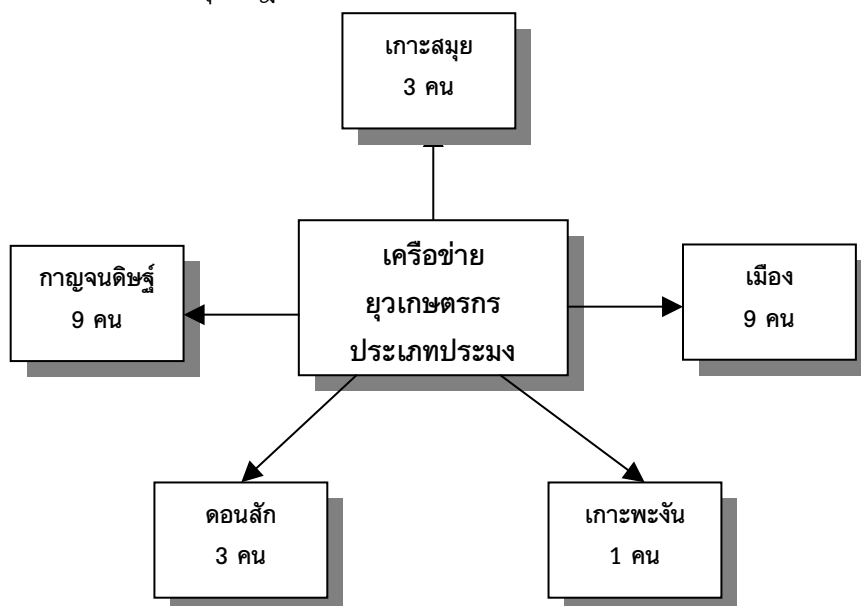 เกาะสมุย
3 คน
เครือข่าย
ยุวเกษตรกร
ประเภทประมง
กาญจนดิษฐ์
9 คน
เมือง
9 คน
ดอนสัก
3 คน
เกาะพะงัน
1 คน